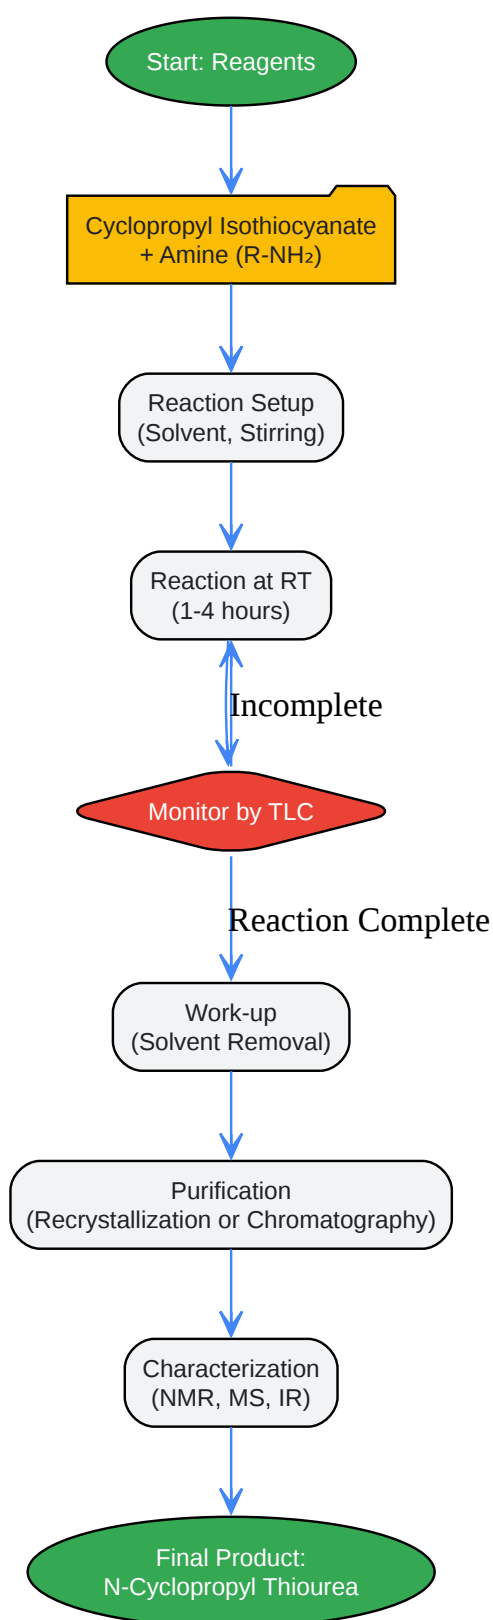 Start: Reagents
Cyclopropyl Isothiocyanate
+ Amine (R-NH₂)
Reaction Setup
(Solvent, Stirring)
Reaction at RT
(1-4 hours)
Incomplete
Monitor by TLC
Reaction Complete
Work-up
(Solvent Removal)
Purification
(Recrystallization or Chromatography)
Characterization
(NMR, MS, IR)
Final Product:
N-Cyclopropyl Thiourea